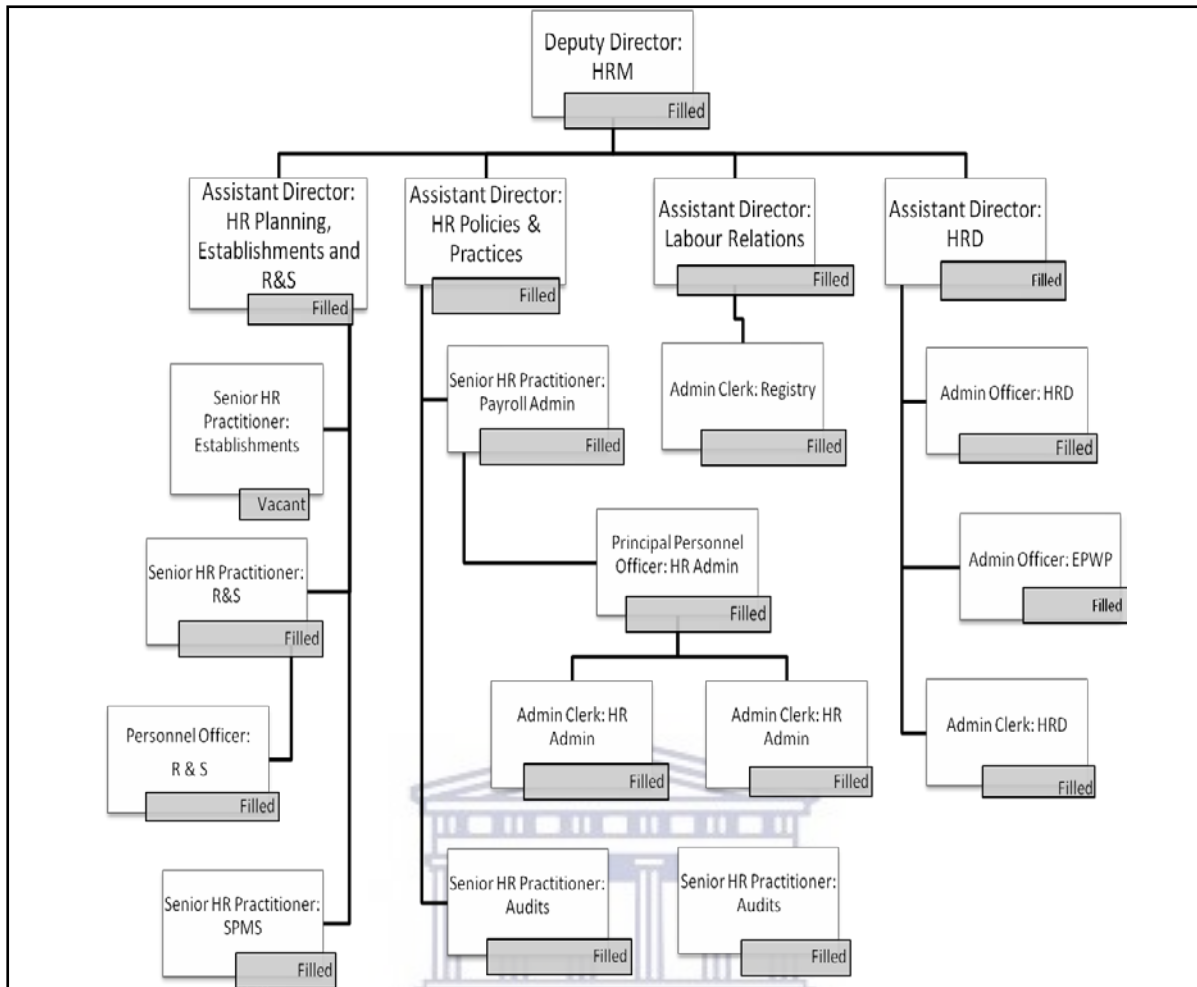 Deputy Director:
HRM
Filled
Assistant Director:
HR Planning,
Establishments and
R&S
Filled
Assistant Director:
HR Policies &
Practices
Filled
Assistant Director:
Labour Relations
Filled
Assistant Director:
HRD
Filled
Senior HR
Practitioner:
Establishments
Vacant
Senior HR Practitioner:
R&S
Filled
Personnel Officer:
R & S
Filled
Senior HR Practitioner:
SPMS
Filled
Senior HR Practitioner:
Payroll Admin
Filled
Principal Personnel
Officer: HR Admin
Filled
Admin Clerk: HR
Admin
Filled
Admin Clerk: HR
Admin
Filled
Senior HR Practitioner:
Audits
Filled
Senior HR Practitioner:
Audits
Filled
Admin Clerk: Registry
Filled
Admin Officer: HRD
Filled
Admin Officer: EPWP
Filled
Admin Clerk: HRD
Filled